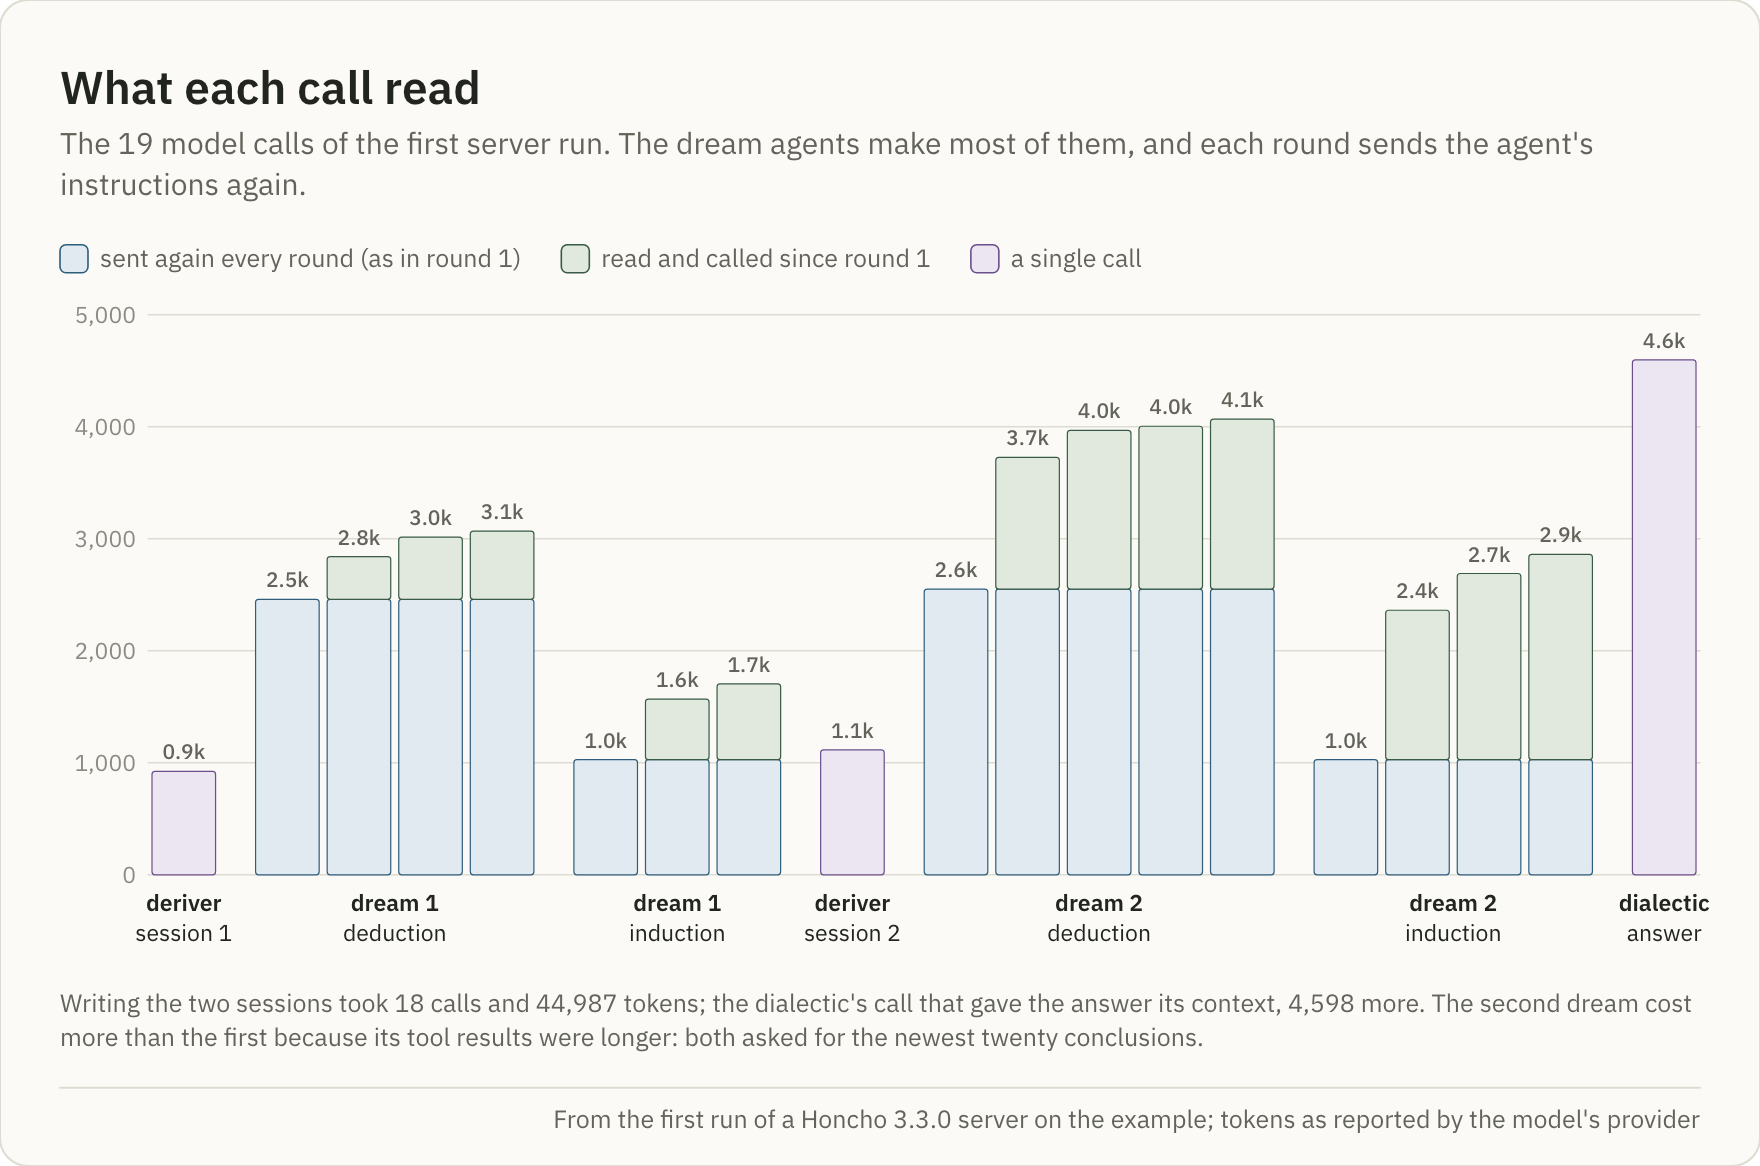 What each call read
The 19 model calls of the first server run. The dream agents make most of them, and each round sends the agent's
instructions again.
sent again every round (as in round 1)
read and called since round 1
a single call
5,000
4,000
3,000
2,000
1,000
0
0.9k
2.5k
2.8k
3.0k
3.1k
1.0k
1.6k
1.7k
1.1k
2.6k
3.7k
4.0k
4.0k
4.1k
1.0k
2.4k
2.7k
2.9k
4.6k
deriver
session 1
dream 1
deduction
dream 1
induction
deriver
session 2
dream 2
deduction
dream 2
induction
dialectic
answer
Writing the two sessions took 18 calls and 44,987 tokens; the dialectic's call that gave the answer its context, 4,598 more. The second dream cost
more than the first because its tool results were longer: both asked for the newest twenty conclusions.
From the first run of a Honcho 3.3.0 server on the example; tokens as reported by the model's provider